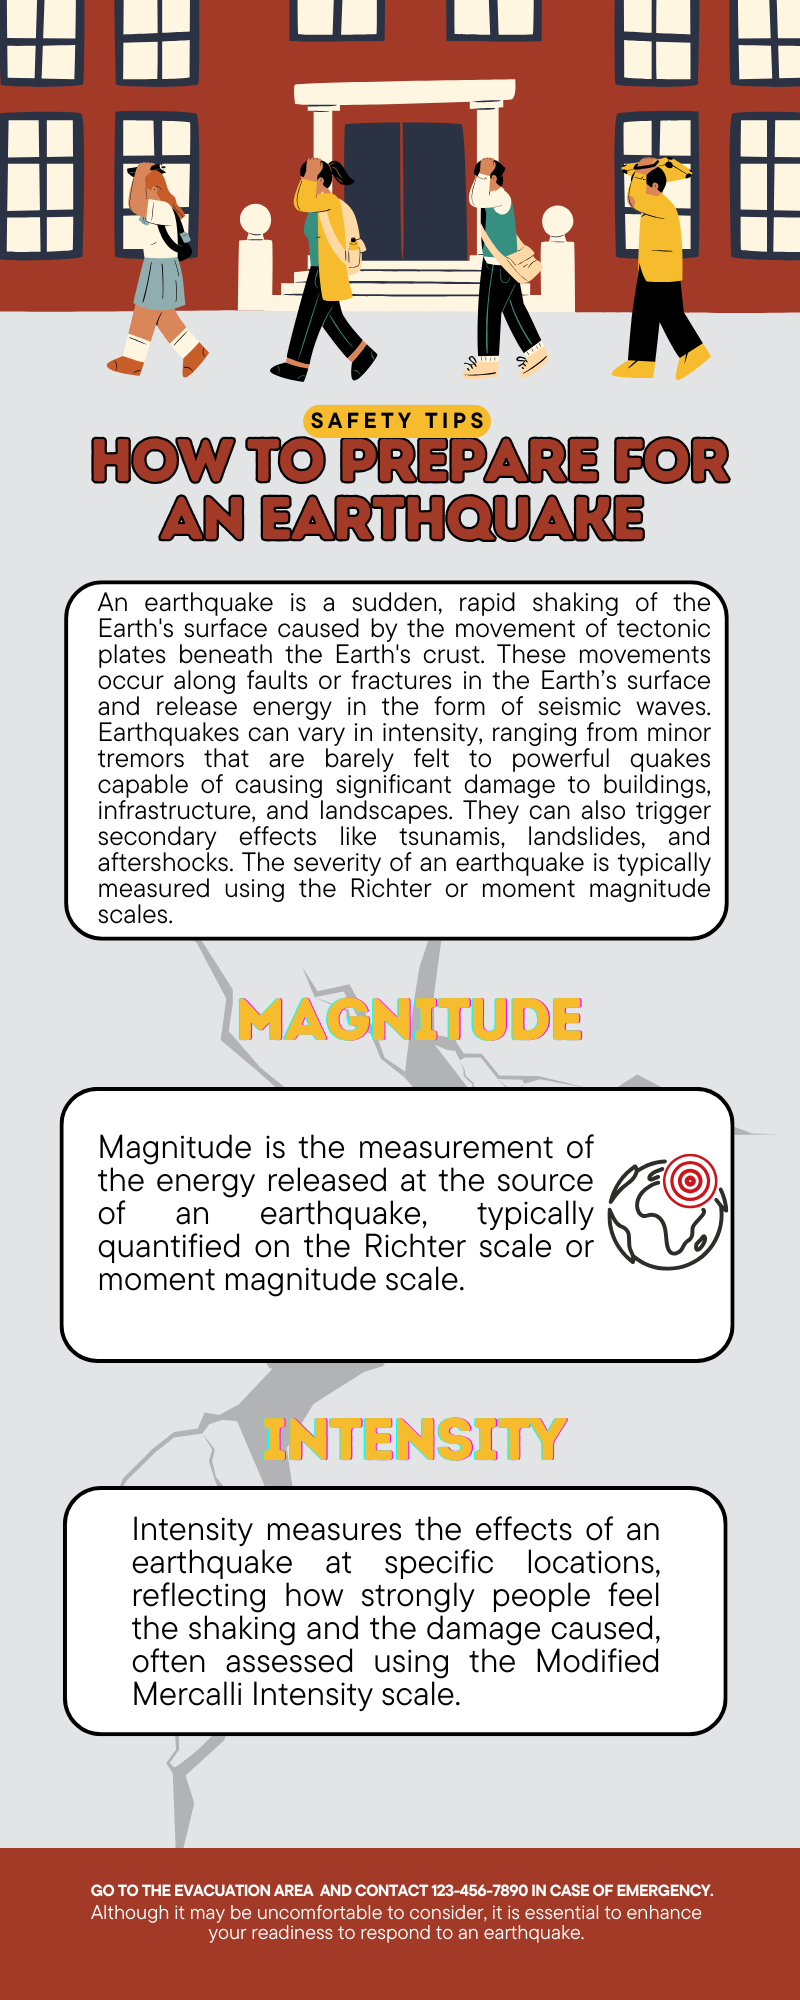 SAFETY TIPS
HOW TO PREPARE FOR
AN EARTHQUAKE
An earthquake is a sudden, rapid shaking of the
Earth's surface caused by the movement of tectonic
plates beneath the Earth's crust. These movements
occur along faults or fractures in the Earth’s surface
and release energy in the form of seismic waves.
Earthquakes can vary in intensity, ranging from minor
tremors that are barely felt to powerful quakes
capable of causing significant damage to buildings,
infrastructure, and landscapes. They can also trigger
secondary effects like tsunamis, landslides, and
aftershocks. The severity of an earthquake is typically
measured using the Richter or moment magnitude
scales.
MAGNITUDE
Magnitude is the measurement of
the energy released at the source
of an earthquake, typically
quantified on the Richter scale or
moment magnitude scale.
INTENSITY
Intensity measures the effects of an
earthquake at specific locations,
reflecting how strongly people feel
the shaking and the damage caused,
often assessed using the Modified
Mercalli Intensity scale.
GO TO THE EVACUATION AREA AND CONTACT 123-456-7890 IN CASE OF EMERGENCY.
Although it may be uncomfortable to consider, it is essential to enhance
your readiness to respond to an earthquake.